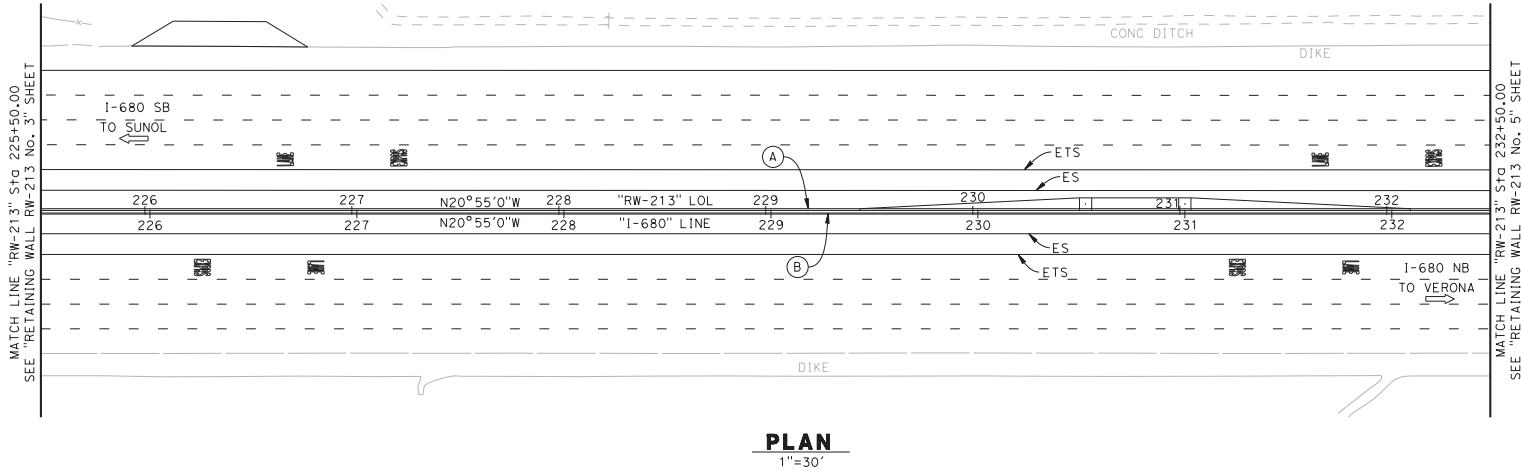 CONC DITCH
DIKE
MATCH LINE "RW-213" Sta 225+50.00
SEE "RETAINING WALL RW-213 No. 3" SHEET
I-680 SB
TO SUNOL
A
ETS
ES
226 227 N20°55'0"W 228 "RW-213" LOL 229 230 231 232
226 227 N20°55'0"W 228 "I-680" LINE 229 230 231 232
ES
B
ETS
I-680 NB
TO VERONA
DIKE
MATCH LINE "RW-213" Sta 232+50.00
SEE "RETAINING WALL RW-213 No. 5" SHEET
PLAN
1"=30'